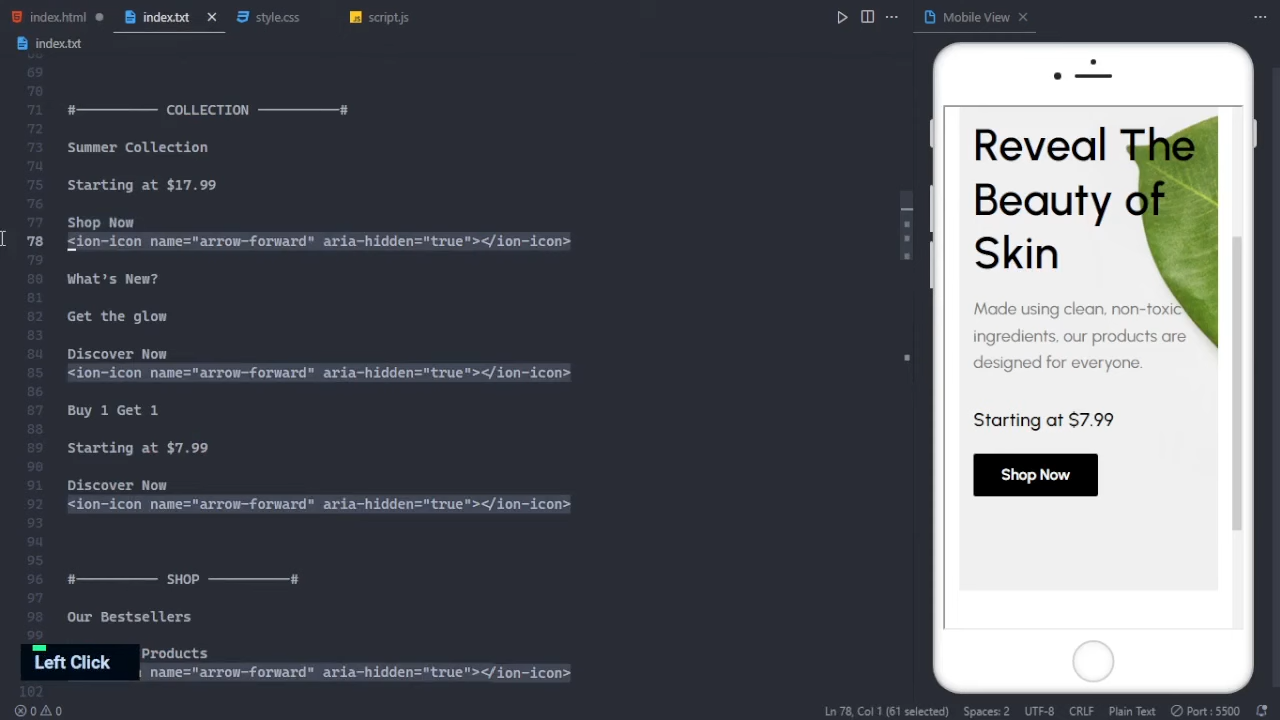 index.html
index.txt
style.css
script.js
Mobile View
index.txt
69
70
71 #────────── COLLECTION ──────────#
72
73 Summer Collection
74
75 Starting at $17.99
76
77 Shop Now
78 <ion-icon name="arrow-forward" aria-hidden="true"></ion-icon>
79
80 What's New?
81
82 Get the glow
83
84 Discover Now
85 <ion-icon name="arrow-forward" aria-hidden="true"></ion-icon>
86
87 Buy 1 Get 1
88
89 Starting at $7.99
90
91 Discover Now
92 <ion-icon name="arrow-forward" aria-hidden="true"></ion-icon>
93
94
95
96 #────────── SHOP ──────────#
97
98 Our Bestsellers
99
Products
name="arrow-forward" aria-hidden="true"></ion-icon>
102
Left Click
Reveal The
Beauty of
Skin
Made using clean, non-toxic
ingredients, our products are
designed for everyone.
Starting at $7.99
Shop Now
0 0
Ln 78, Col 1 (61 selected)
Spaces: 2
UTF-8
CRLF
Plain Text
Port : 5500